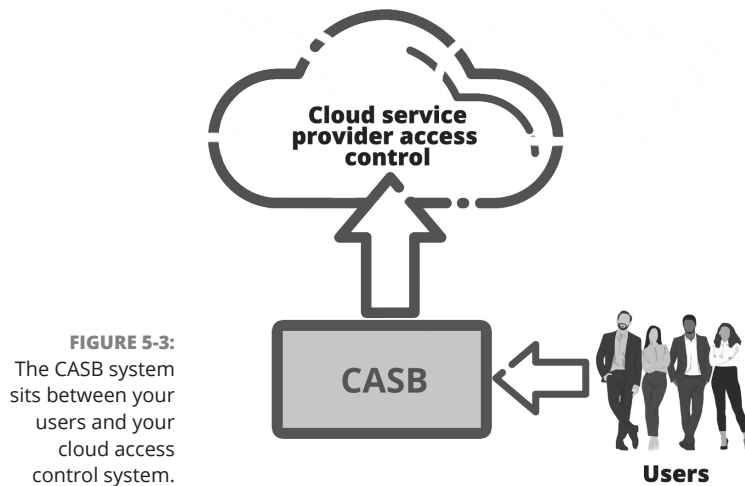 Cloud service
provider access
control
CASB
Users
FIGURE 5-3:
The CASB system
sits between your
users and your
cloud access
control system.